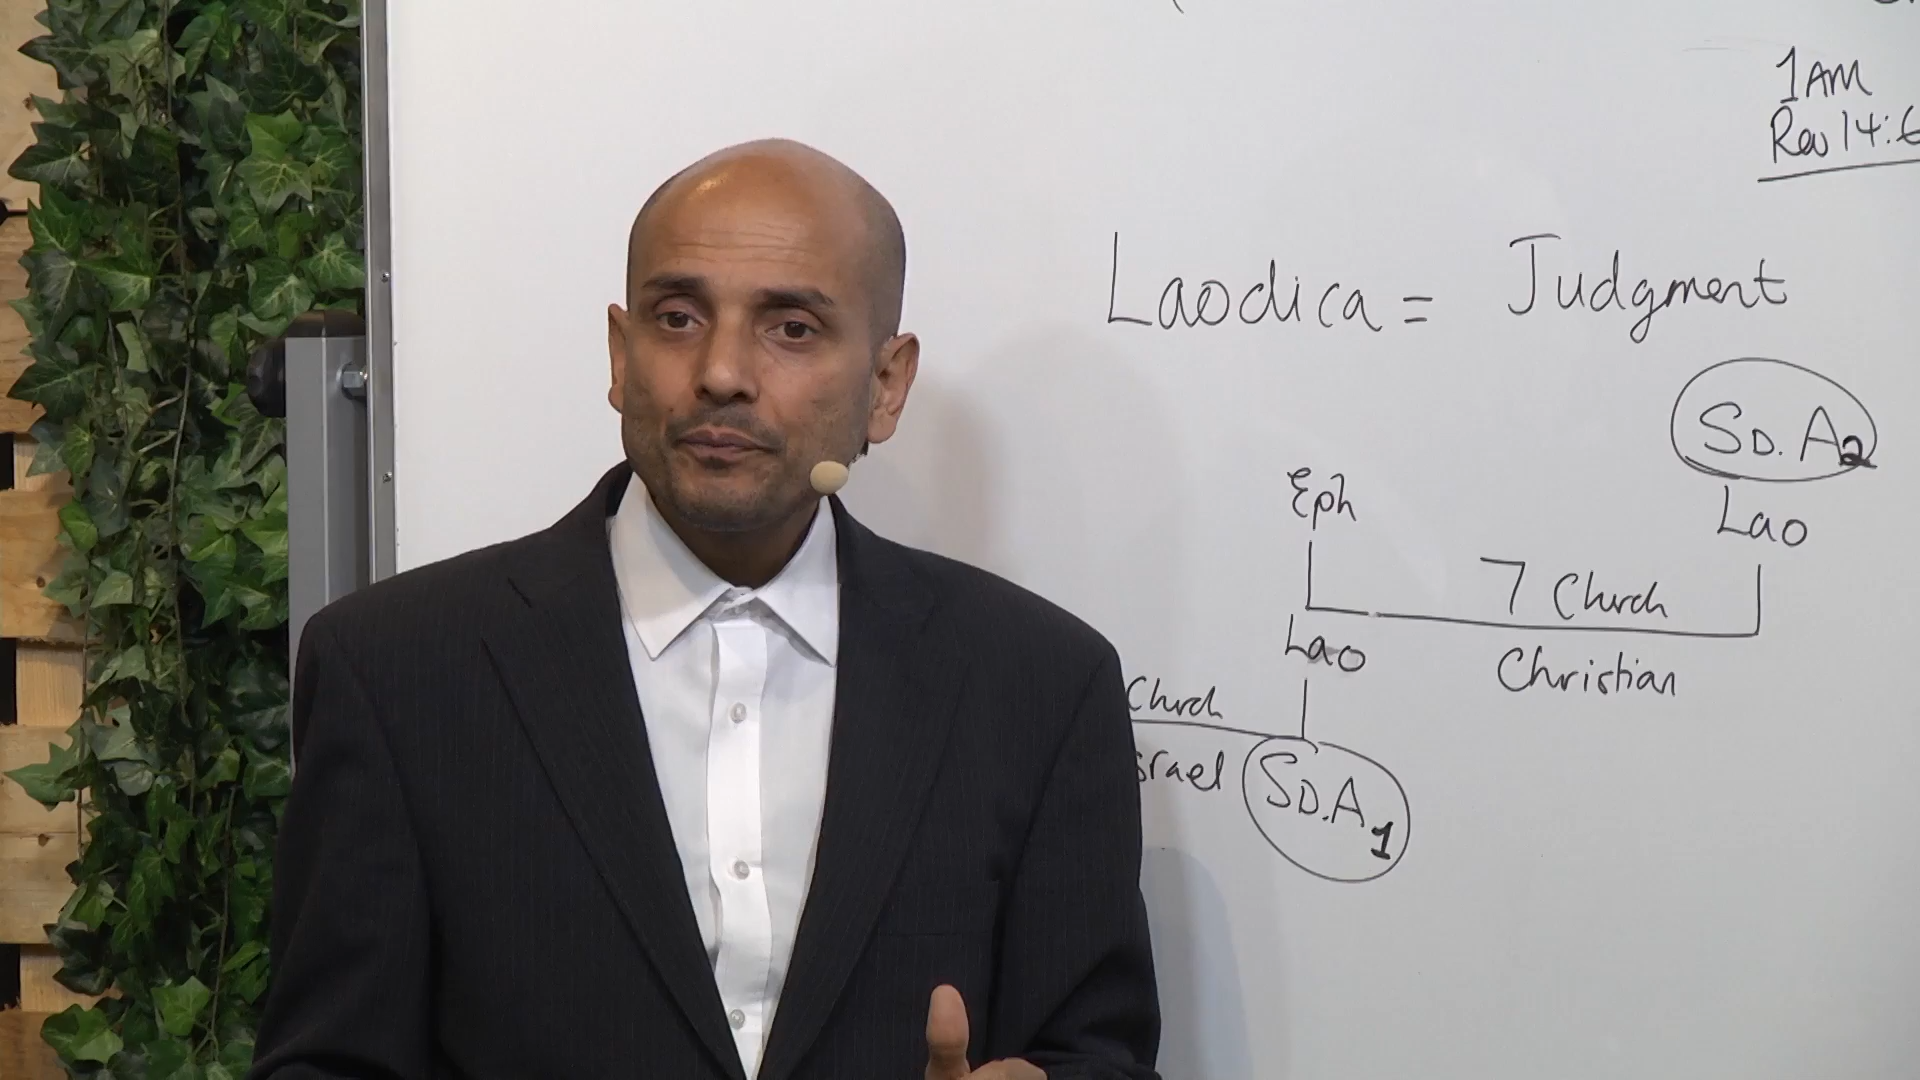 1AM
Rev 14:6
Laodica = Judgment
SD.A2
Eph
Lao
7 Church
Lao
Christian
Church
srael
SD.A1